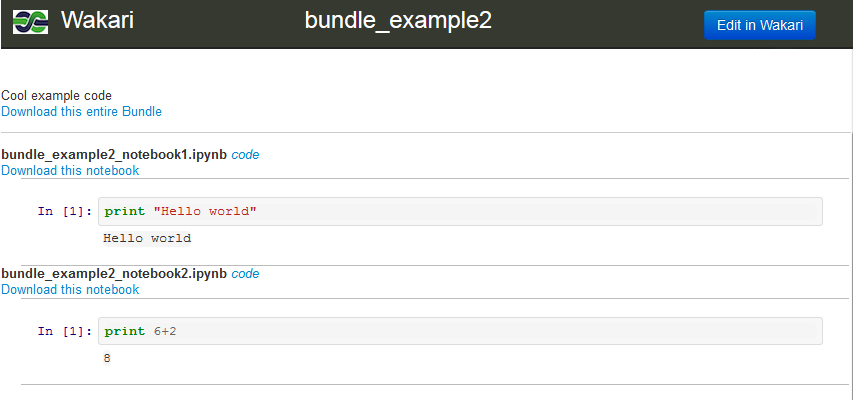 Wakari
bundle_example2
Edit in Wakari
Cool example code
Download this entire Bundle
bundle_example2_notebook1.ipynb code
Download this notebook
In [1]: print "Hello world"
Hello world
bundle_example2_notebook2.ipynb code
Download this notebook
In [1]: print 6+2
8